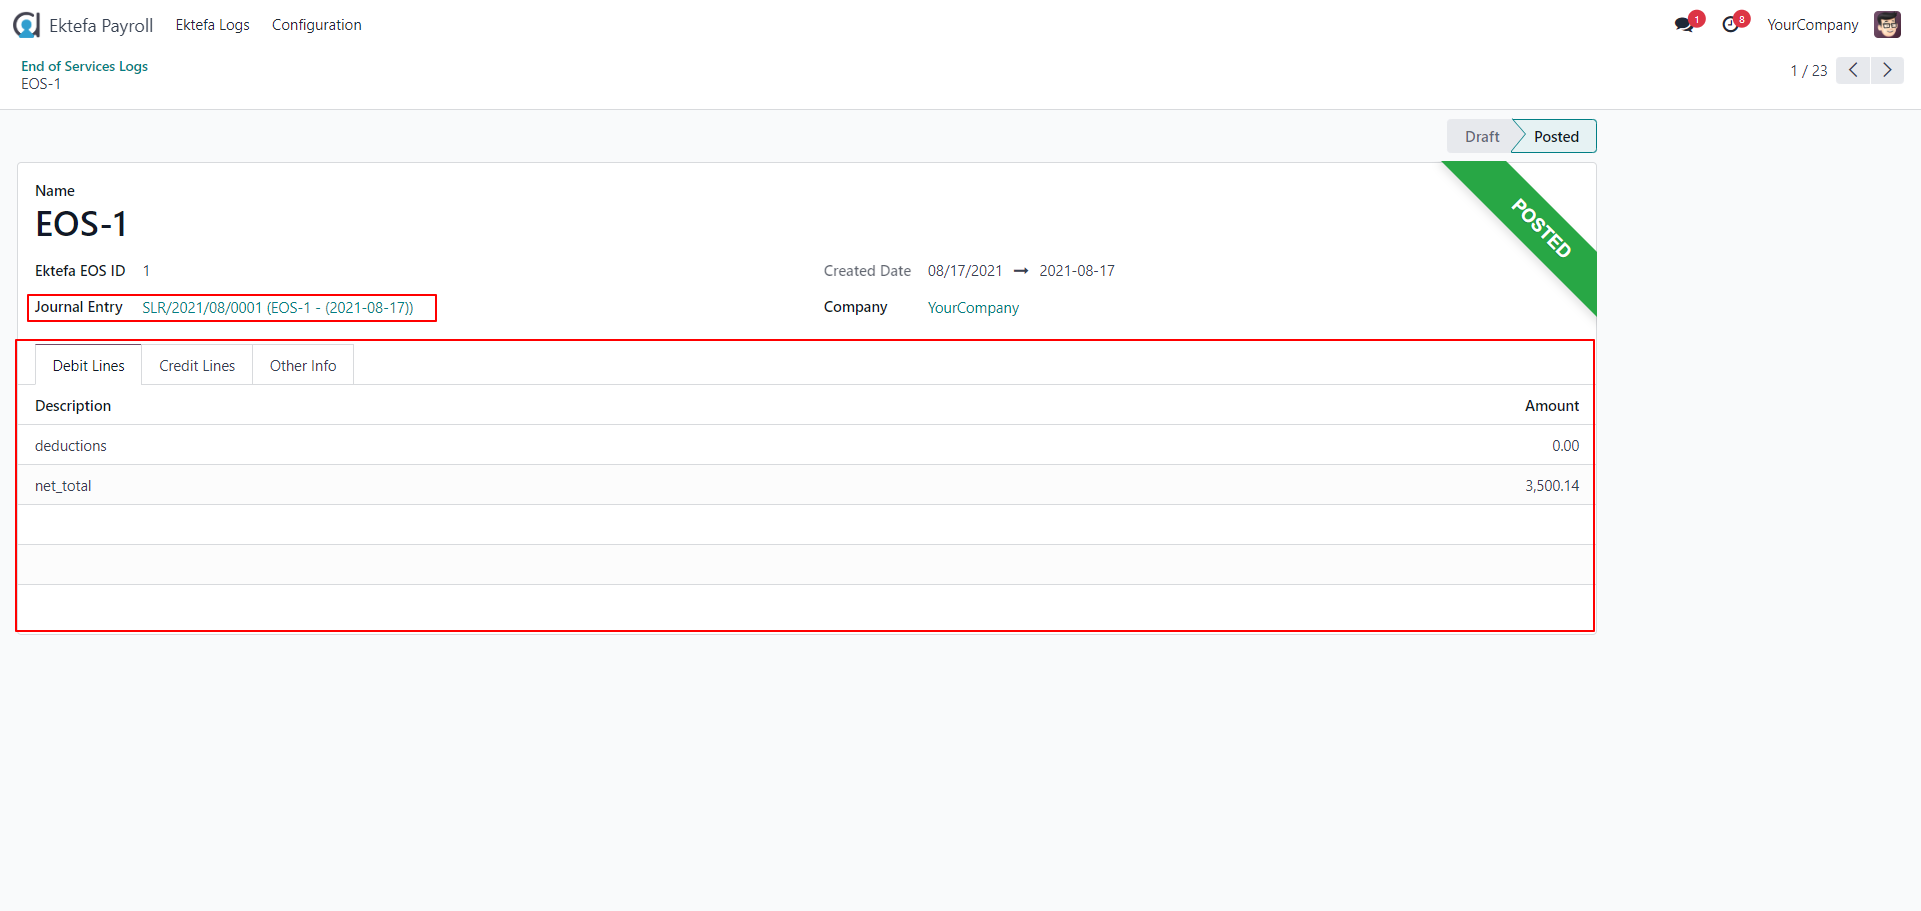 Ektefa Payroll Ektefa Logs Configuration 1 8 YourCompany
End of Services Logs
EOS-1
1 / 23
Draft Posted
POSTED
Name
EOS-1
Ektefa EOS ID 1 Created Date 08/17/2021 → 2021-08-17
Journal Entry SLR/2021/08/0001 (EOS-1 - (2021-08-17)) Company YourCompany
Debit Lines Credit Lines Other Info
Description Amount
deductions 0.00
net_total 3,500.14